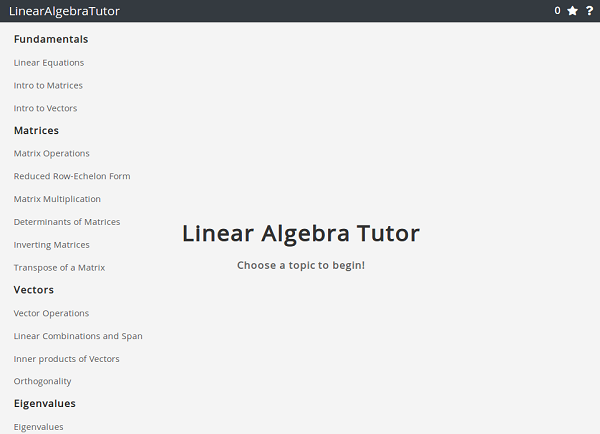 LinearAlgebraTutor
0 ★ ?
Fundamentals
Linear Equations
Intro to Matrices
Intro to Vectors
Matrices
Matrix Operations
Reduced Row-Echelon Form
Matrix Multiplication
Determinants of Matrices
Inverting Matrices
Transpose of a Matrix
Vectors
Vector Operations
Linear Combinations and Span
Inner products of Vectors
Orthogonality
Eigenvalues
Eigenvalues
Linear Algebra Tutor
Choose a topic to begin!